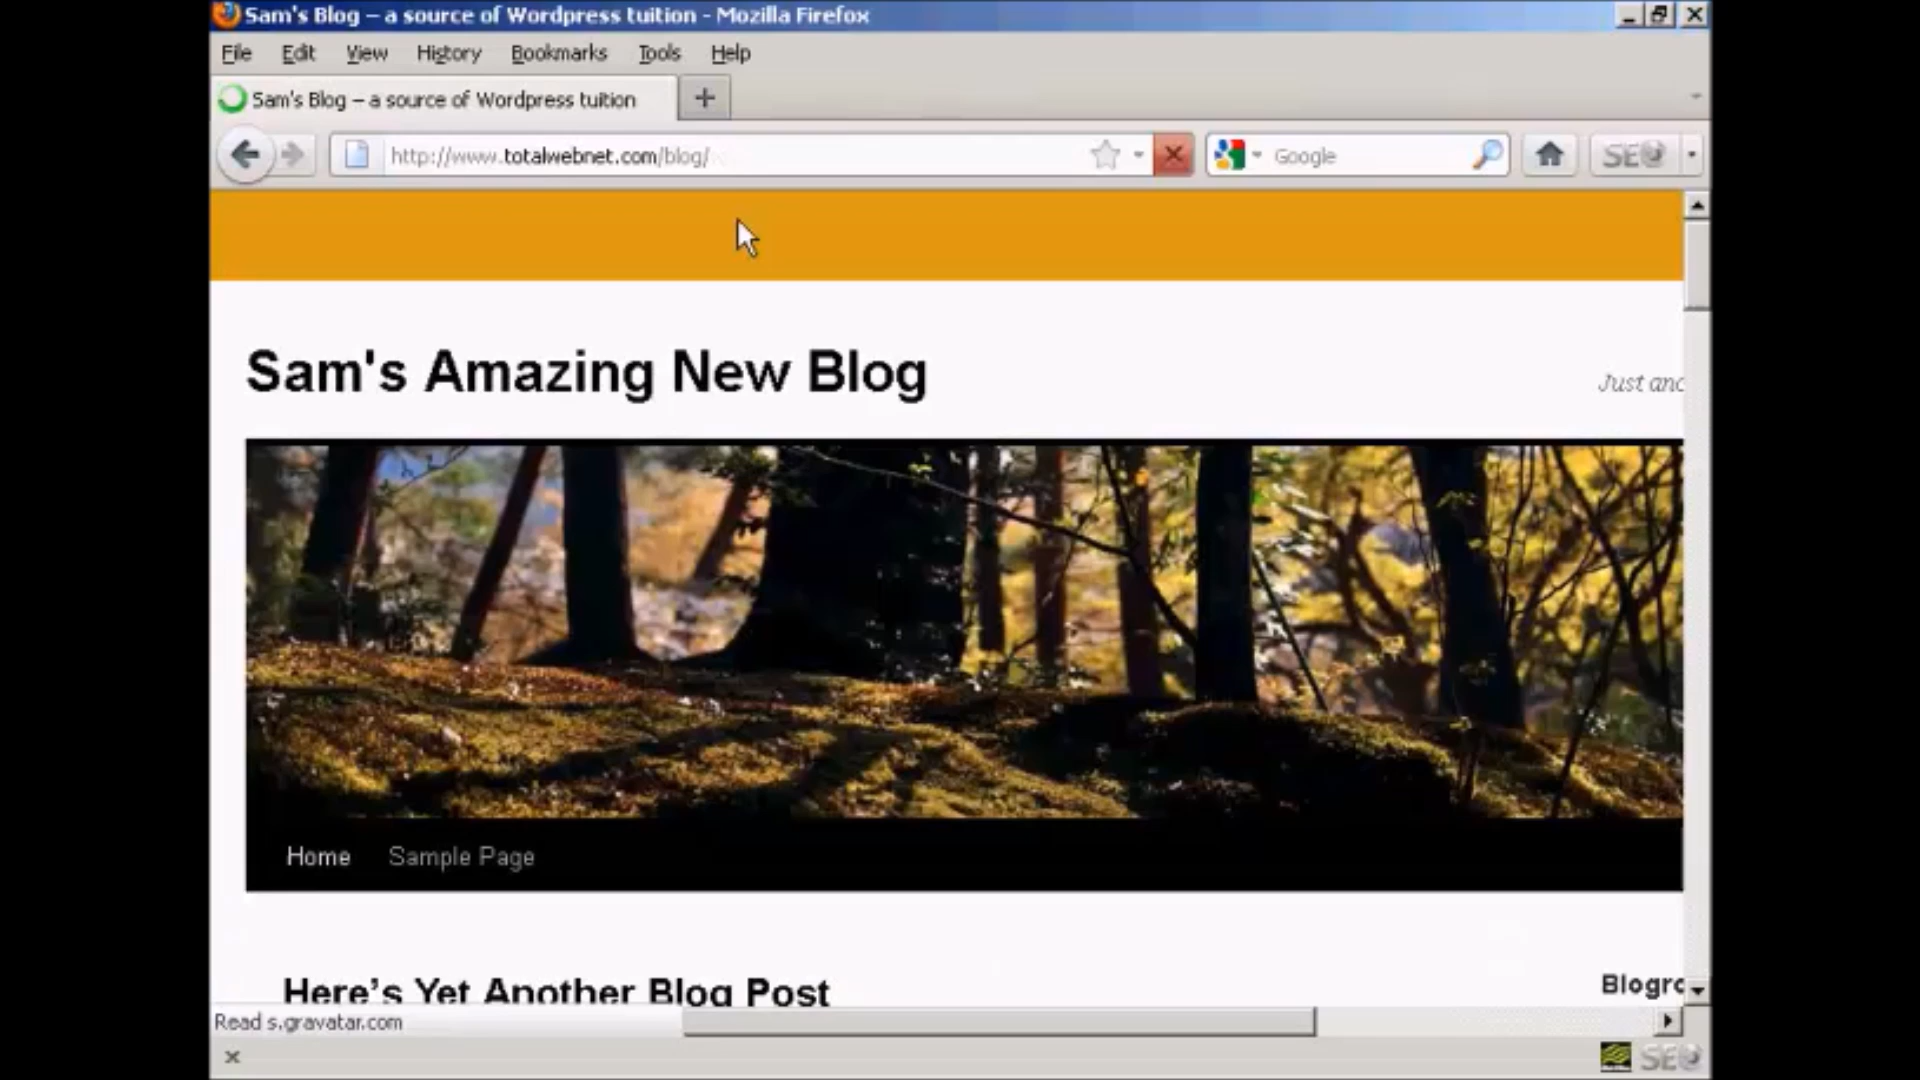 Sam's Blog – a source of Wordpress tuition - Mozilla Firefox
File Edit View History Bookmarks Tools Help
Sam's Blog – a source of Wordpress tuition
http://www.totalwebnet.com/blog/
Google
SEO
Sam's Amazing New Blog
Just
Home Sample Page
Here's Yet Another Blog Post
Read s.gravatar.com
SEO